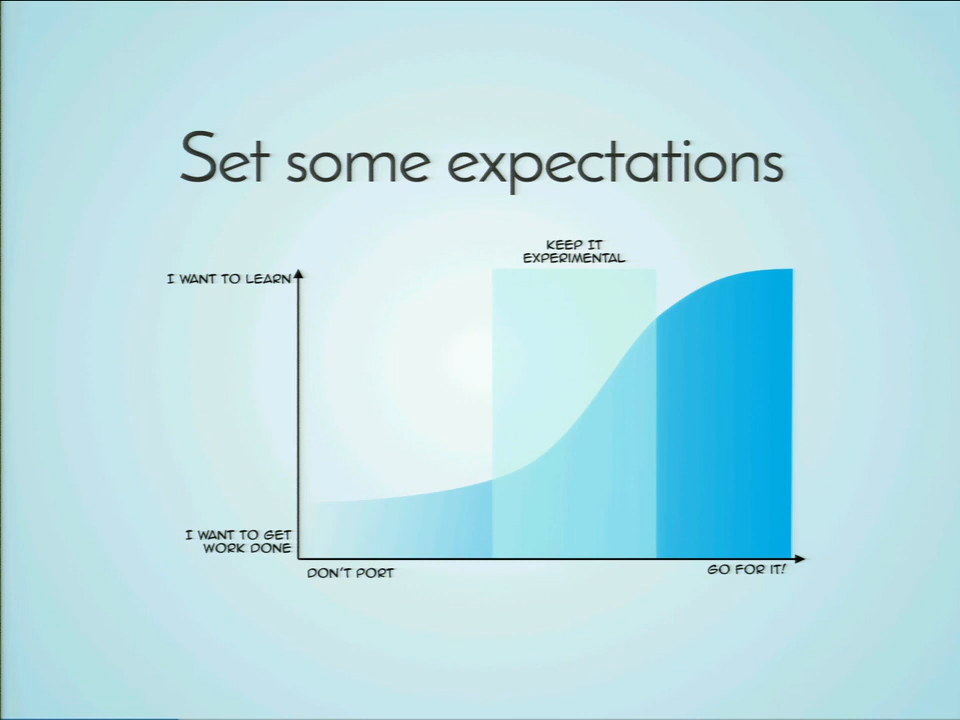 Set some expectations
KEEP IT
EXPERIMENTAL
I WANT TO LEARN
I WANT TO GET
WORK DONE
DON'T PORT
GO FOR IT!